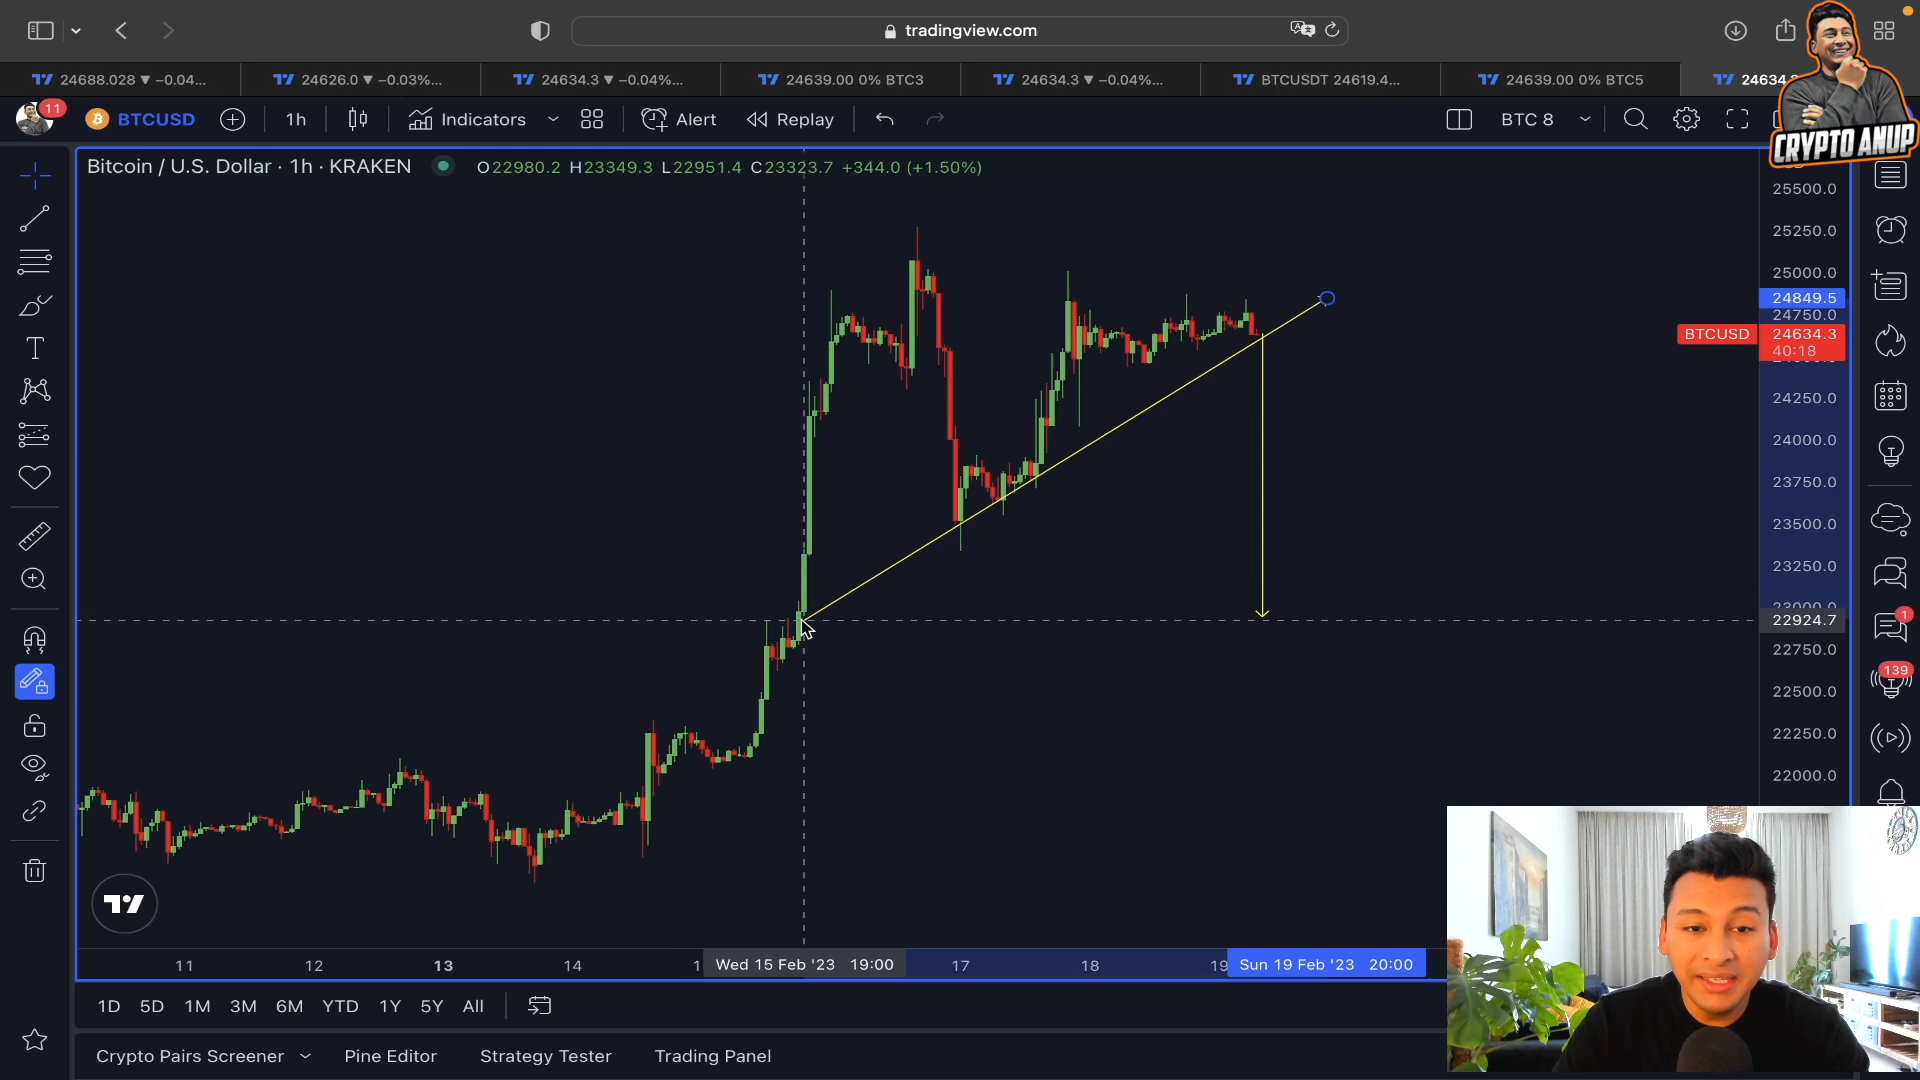 tradingview.com
24688.028 ▼ −0.04...
24626.0 ▼ −0.03%...
24634.3 ▼ −0.04%...
24639.00 0% BTC3
24634.3 ▼ −0.04%...
BTCUSDT 24619.4...
24639.00 0% BTC5
24634.3
11
BTCUSD
1h
Indicators
Alert
Replay
BTC 8
CRYPTO ANUP
Bitcoin / U.S. Dollar · 1h · KRAKEN
O22980.2 H23349.3 L22951.4 C23323.7 +344.0 (+1.50%)
25500.0
25250.0
25000.0
24849.5
24750.0
BTCUSD
24634.3
40:18
24250.0
24000.0
23750.0
23500.0
23250.0
23000.0
22924.7
22750.0
22500.0
22250.0
22000.0
1
139
11
12
13
14
1
Wed 15 Feb '23 19:00
17
18
19
Sun 19 Feb '23 20:00
1D 5D 1M 3M 6M YTD 1Y 5Y All
Crypto Pairs Screener
Pine Editor
Strategy Tester
Trading Panel